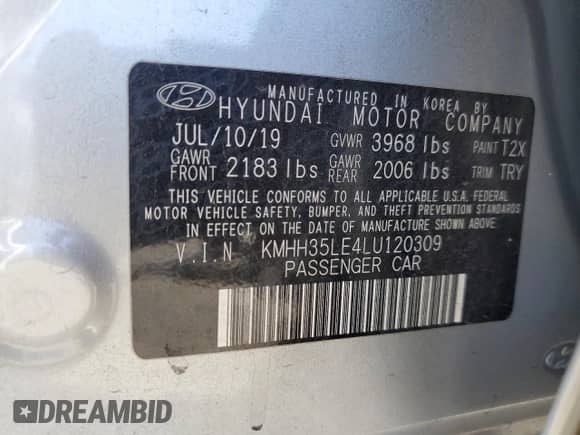 MANUFACTURED IN KOREA BY
HYUNDAI MOTOR COMPANY
JUL/10/19 GVWR 3968 lbs PAINT T2X
GAWR FRONT 2183 lbs GAWR REAR 2006 lbs TRIM TRY
THIS VEHICLE CONFORMS TO ALL APPLICABLE U.S.A. FEDERAL
MOTOR VEHICLE SAFETY, BUMPER, AND THEFT PREVENTION STANDARDS
IN EFFECT ON THE DATE OF MANUFACTURE SHOWN ABOVE.
V.I.N KMHH35LE4LU120309
PASSENGER CAR
DREAMBID